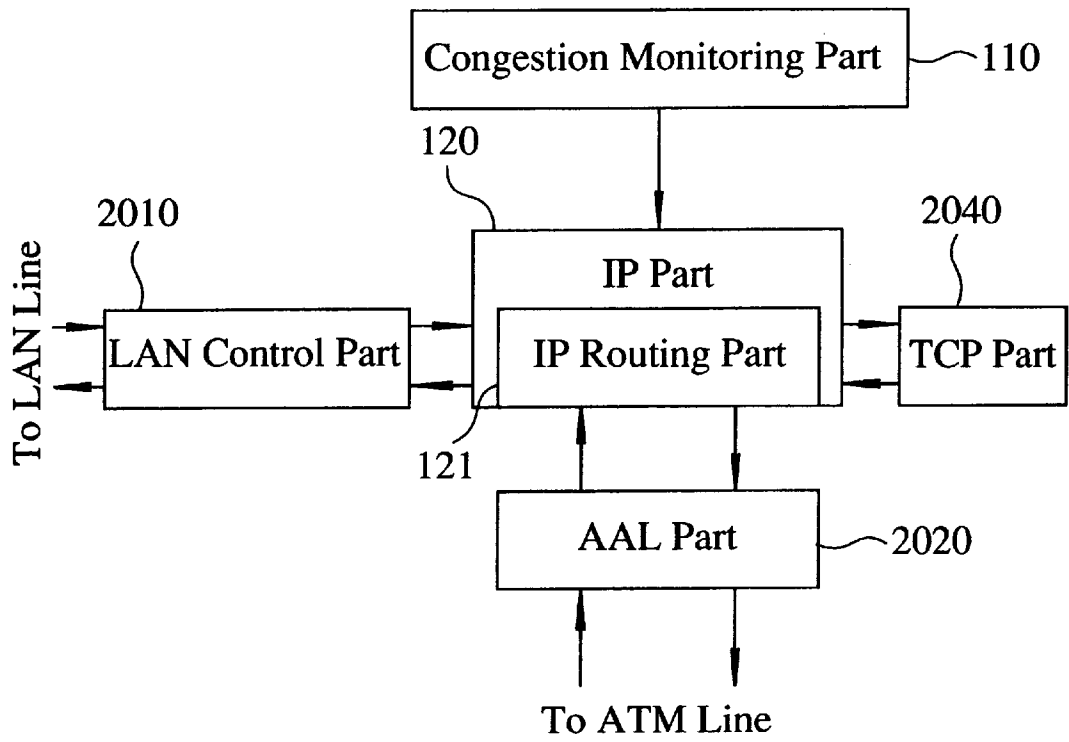 Congestion Monitoring Part
110
120
2010
2040
To LAN Line
IP Part
LAN Control Part
IP Routing Part
TCP Part
121
AAL Part
2020
To ATM Line